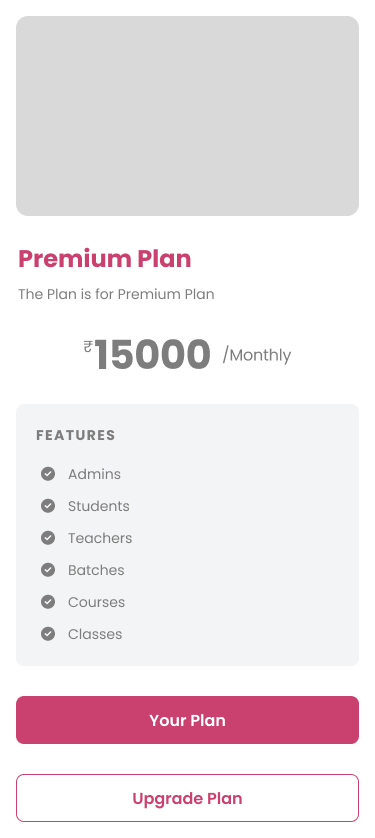 Premium Plan
The Plan is for Premium Plan
₹15000 /Monthly
FEATURES
Admins
Students
Teachers
Batches
Courses
Classes
Your Plan
Upgrade Plan